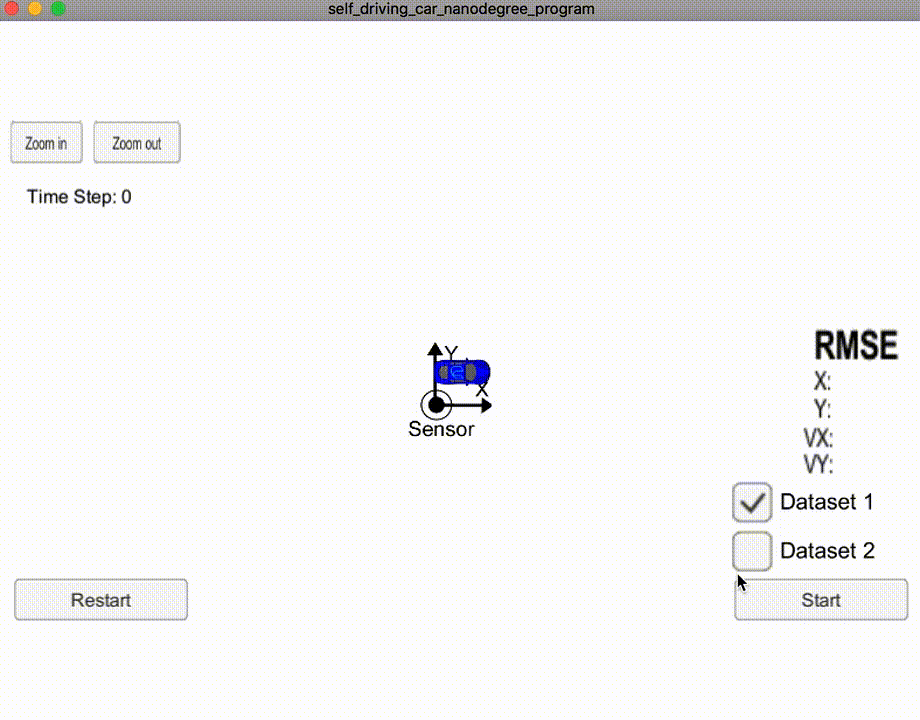 self_driving_car_nanodegree_program
Zoom in
Zoom out
Time Step: 0
Y
X
Sensor
RMSE
X:
Y:
VX:
VY:
Dataset 1
Dataset 2
Restart
Start